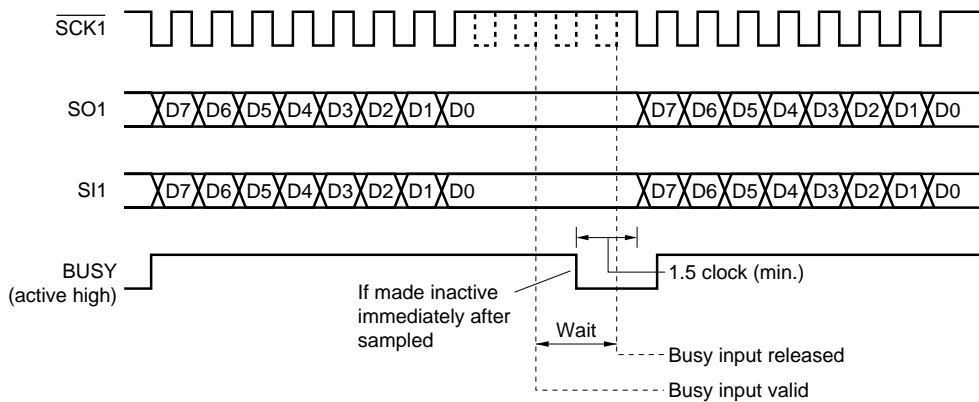 SCK1
SO1 D7 D6 D5 D4 D3 D2 D1 D0 D7 D6 D5 D4 D3 D2 D1 D0
SI1 D7 D6 D5 D4 D3 D2 D1 D0 D7 D6 D5 D4 D3 D2 D1 D0
BUSY
(active high)
1.5 clock (min.)
If made inactive
immediately after
sampled
Wait
Busy input released
Busy input valid